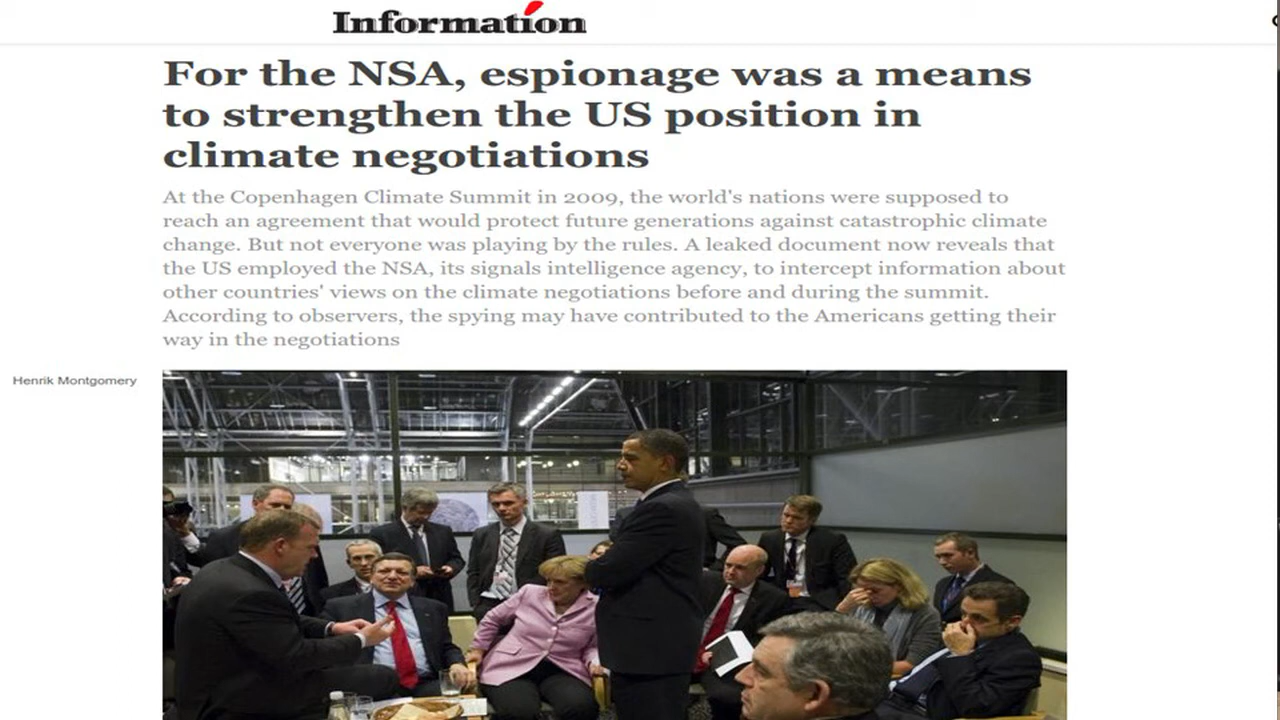 Information
For the NSA, espionage was a means
to strengthen the US position in
climate negotiations
At the Copenhagen Climate Summit in 2009, the world's nations were supposed to
reach an agreement that would protect future generations against catastrophic climate
change. But not everyone was playing by the rules. A leaked document now reveals that
the US employed the NSA, its signals intelligence agency, to intercept information about
other countries' views on the climate negotiations before and during the summit.
According to observers, the spying may have contributed to the Americans getting their
way in the negotiations
Henrik Montgomery